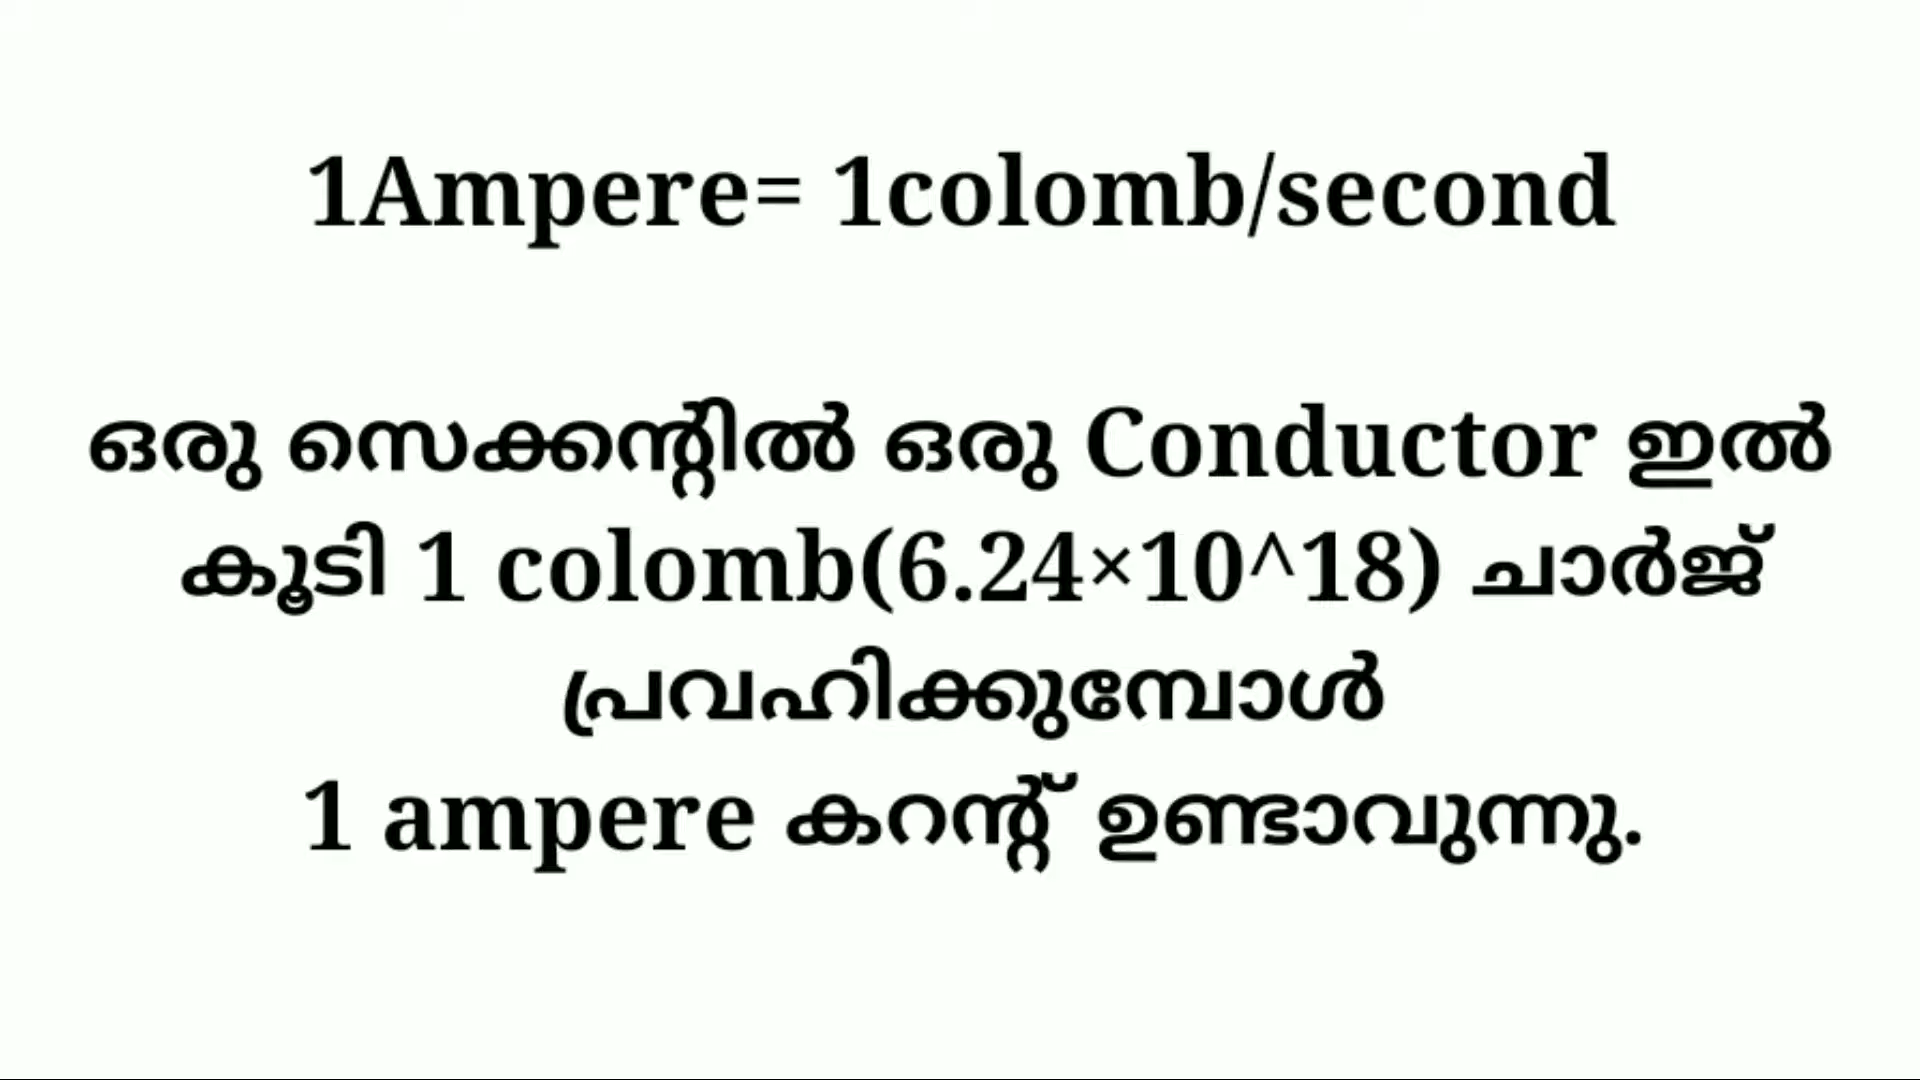 1Ampere= 1colomb/second
ഒരു സെക്കന്റിൽ ഒരു Conductor ഇൽ
കൂടി 1 colomb(6.24×10^18) ചാർജ്
പ്രവഹിക്കുമ്പോൾ
1 ampere കറന്റ് ഉണ്ടാവുന്നു.